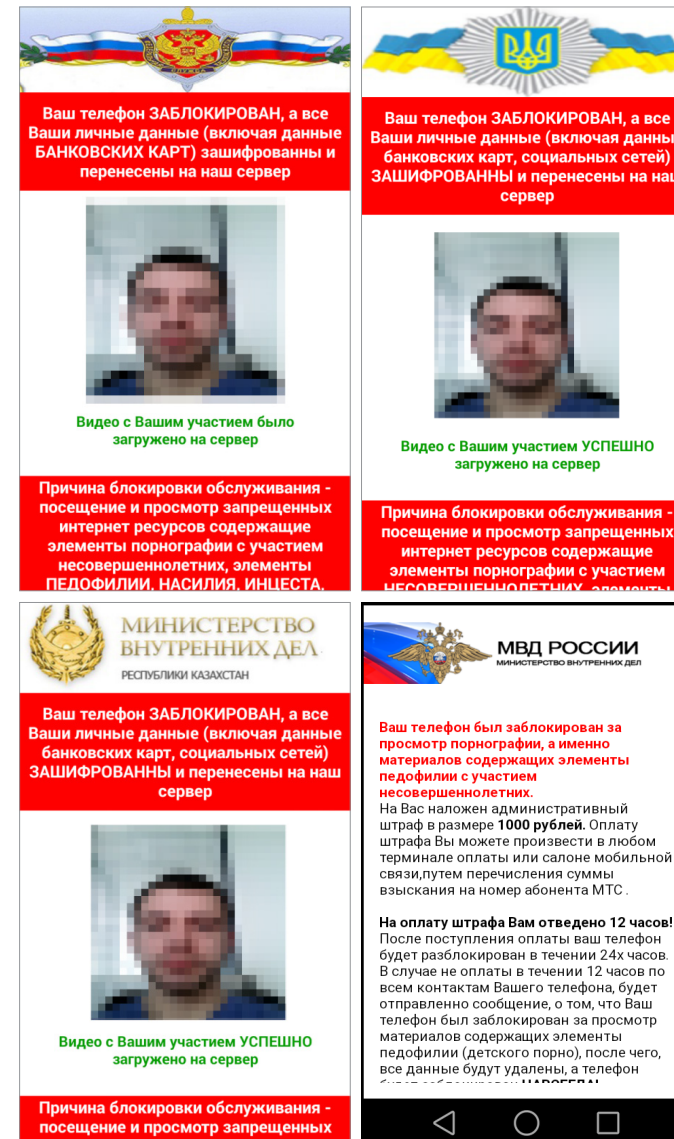 Ваш телефон ЗАБЛОКИРОВАН, а все
Ваши личные данные (включая данные
БАНКОВСКИХ КАРТ) зашифрованны и
перенесены на наш сервер
Видео с Вашим участием было
загружено на сервер
Причина блокировки обслуживания -
посещение и просмотр запрещенных
интернет ресурсов содержащие
элементы порнографии с участием
несовершеннолетних, элементы
ПЕДОФИЛИИ, НАСИЛИЯ, ИНЦЕСТА.
Ваш телефон ЗАБЛОКИРОВАН, а все
Ваши личные данные (включая
банковских карт, социальных сетей)
ЗАШИФРОВАННЫ и перенесены на
сервер
Видео с Вашим участием УСПЕШНО
загружено на сервер
Причина блокировки обслуживания -
посещение и просмотр запрещенных
интернет ресурсов содержащие
элементы порнографии с участием
НЕСОВЕРШЕННОЛЕТНИХ, элементы
МИНИСТЕРСТВО
ВНУТРЕННИХ ДЕЛ
РЕСПУБЛИКИ КАЗАХСТАН
Ваш телефон ЗАБЛОКИРОВАН, а все
Ваши личные данные (включая данные
банковских карт, социальных сетей)
ЗАШИФРОВАННЫ и перенесены на наш
сервер
Видео с Вашим участием УСПЕШНО
загружено на сервер
Причина блокировки обслуживания -
посещение и просмотр запрещенных
МВД РОССИИ
МИНИСТЕРСТВО ВНУТРЕННИХ ДЕЛ
Ваш телефон был заблокирован за
просмотр порнографии, а именно
материалов содержащих элементы
педофилии с участием
несовершеннолетних.
На Вас наложен административный
штраф в размере 1000 рублей. Оплату
штрафа Вы можете произвести в любом
терминале оплаты или салоне мобильной
связи,путем перечисления суммы
взыскания на номер абонента МТС .
На оплату штрафа Вам отведено 12 часов!
После поступления оплаты ваш телефон
будет разблокирован в течении 24х часов.
В случае не оплаты в течении 12 часов по
всем контактам Вашего телефона, будет
отправленно сообщение, о том, что Ваш
телефон был заблокирован за просмотр
материалов содержащих элементы
педофилии (детского порно), после чего,
все данные будут удалены, а телефон